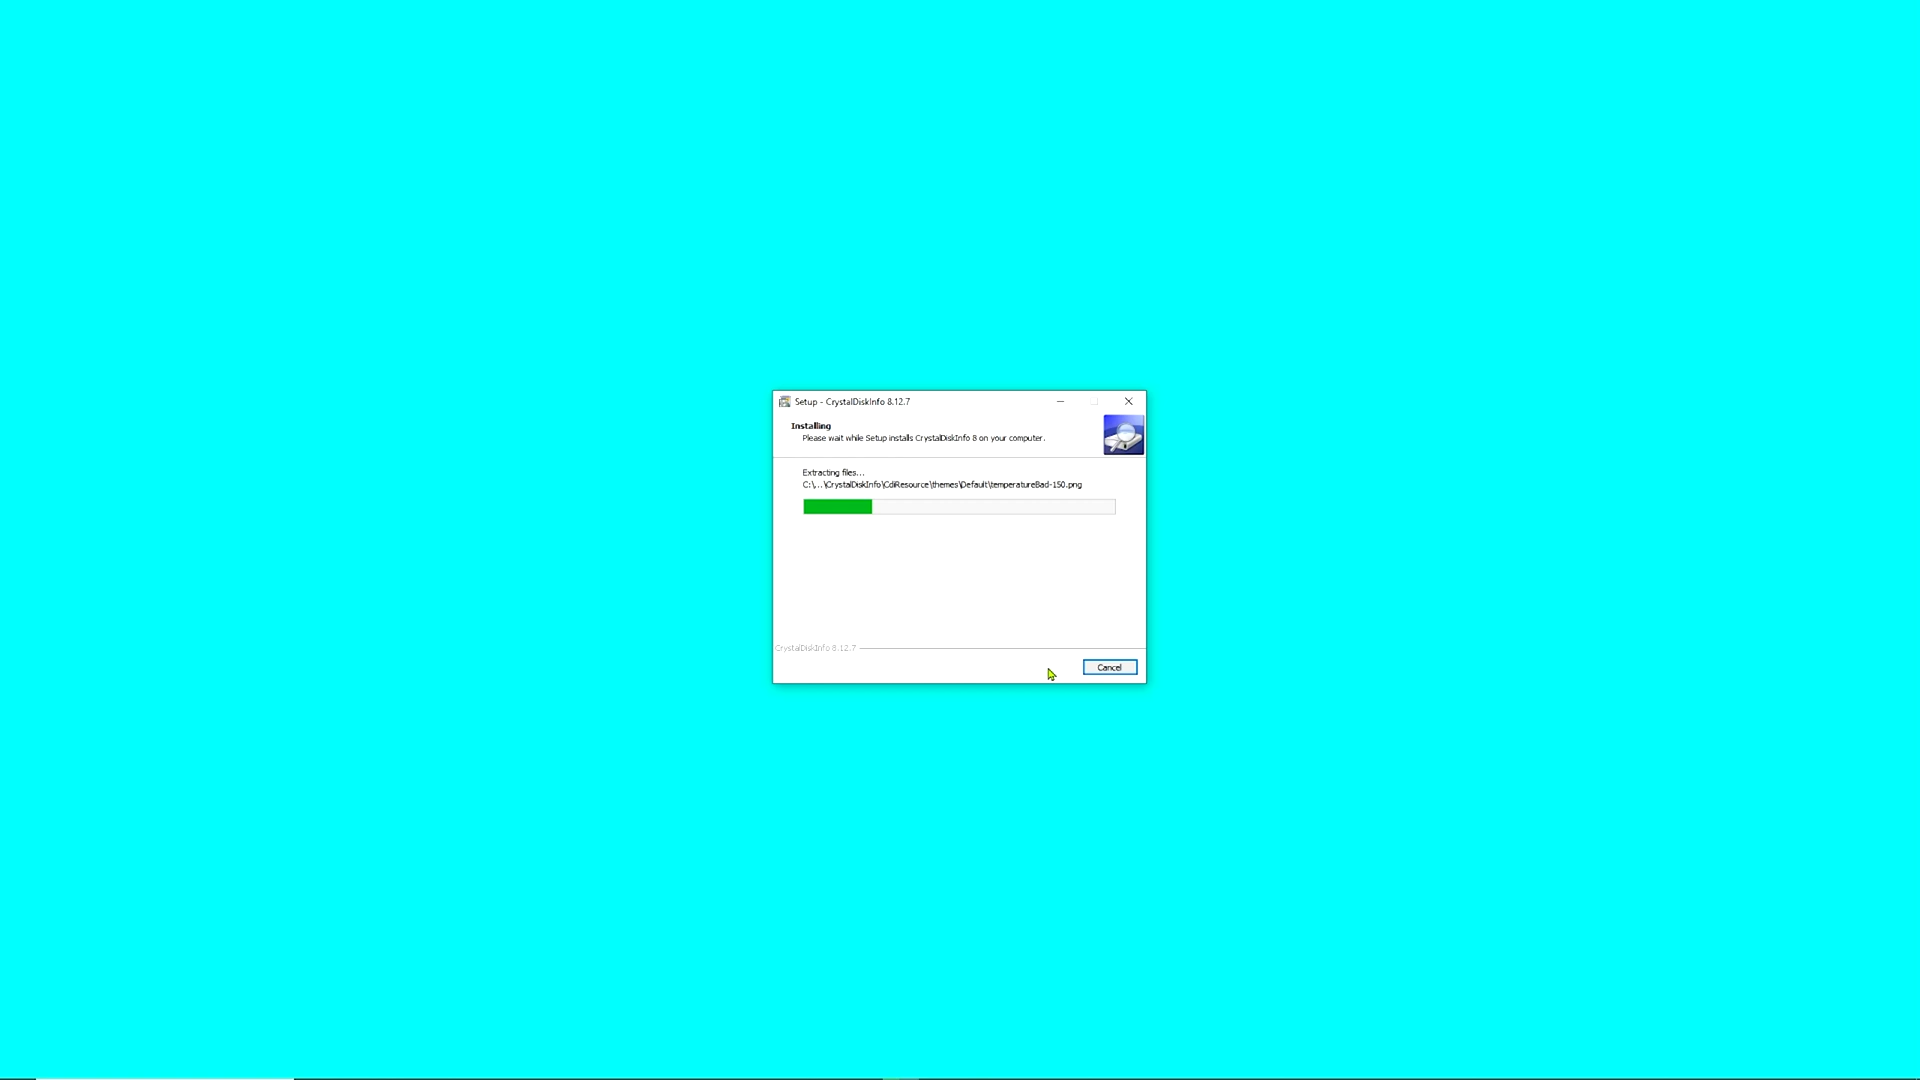 Setup - CrystalDiskInfo 8.12.7
Installing
Please wait while Setup installs CrystalDiskInfo 8 on your computer.
Extracting files...
C:\...\CrystalDiskInfo\CdiResource\themes\Default\temperatureBad-150.png
CrystalDiskInfo 8.12.7
Cancel